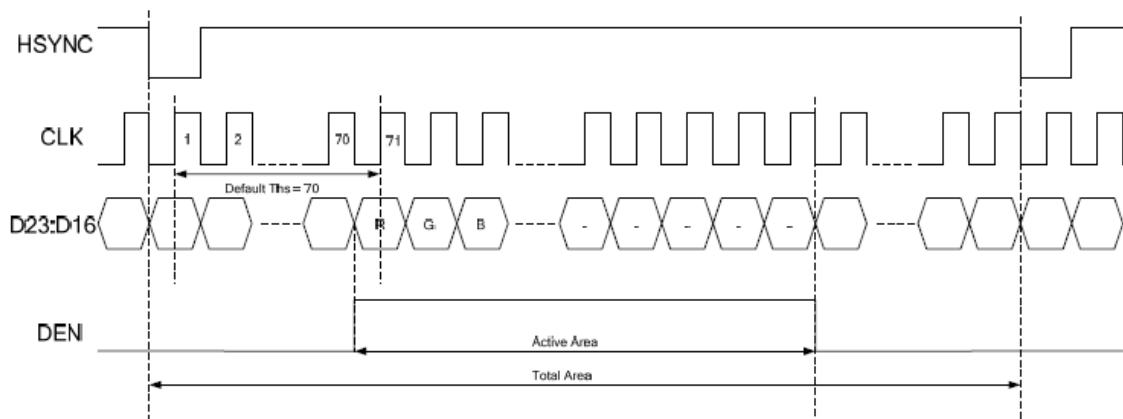 HSYNC
CLK
1
2
70
71
Default Ths = 70
D23:D16
R
G
B
-
-
-
-
-
DEN
Active Area
Total Area